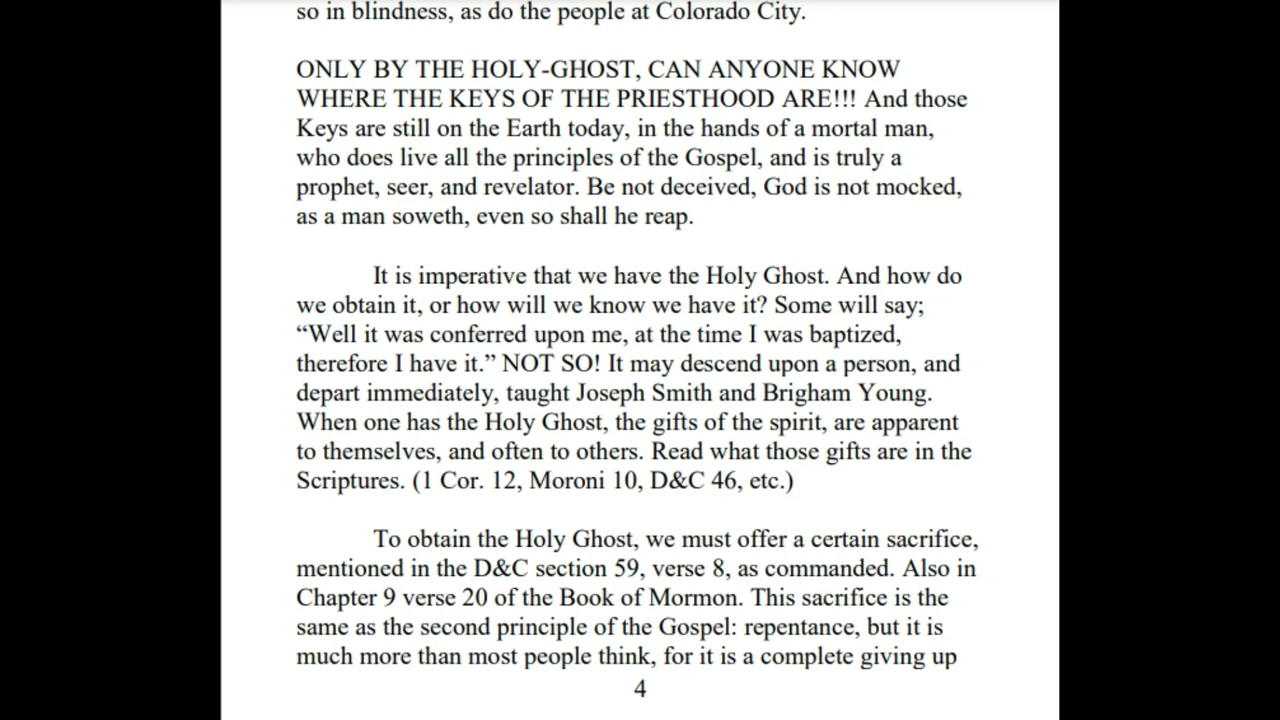 so in blindness, as do the people at Colorado City.
ONLY BY THE HOLY-GHOST, CAN ANYONE KNOW
WHERE THE KEYS OF THE PRIESTHOOD ARE!!! And those
Keys are still on the Earth today, in the hands of a mortal man,
who does live all the principles of the Gospel, and is truly a
prophet, seer, and revelator. Be not deceived, God is not mocked,
as a man soweth, even so shall he reap.
It is imperative that we have the Holy Ghost. And how do
we obtain it, or how will we know we have it? Some will say;
“Well it was conferred upon me, at the time I was baptized,
therefore I have it.” NOT SO! It may descend upon a person, and
depart immediately, taught Joseph Smith and Brigham Young.
When one has the Holy Ghost, the gifts of the spirit, are apparent
to themselves, and often to others. Read what those gifts are in the
Scriptures. (1 Cor. 12, Moroni 10, D&C 46, etc.)
To obtain the Holy Ghost, we must offer a certain sacrifice,
mentioned in the D&C section 59, verse 8, as commanded. Also in
Chapter 9 verse 20 of the Book of Mormon. This sacrifice is the
same as the second principle of the Gospel: repentance, but it is
much more than most people think, for it is a complete giving up
4